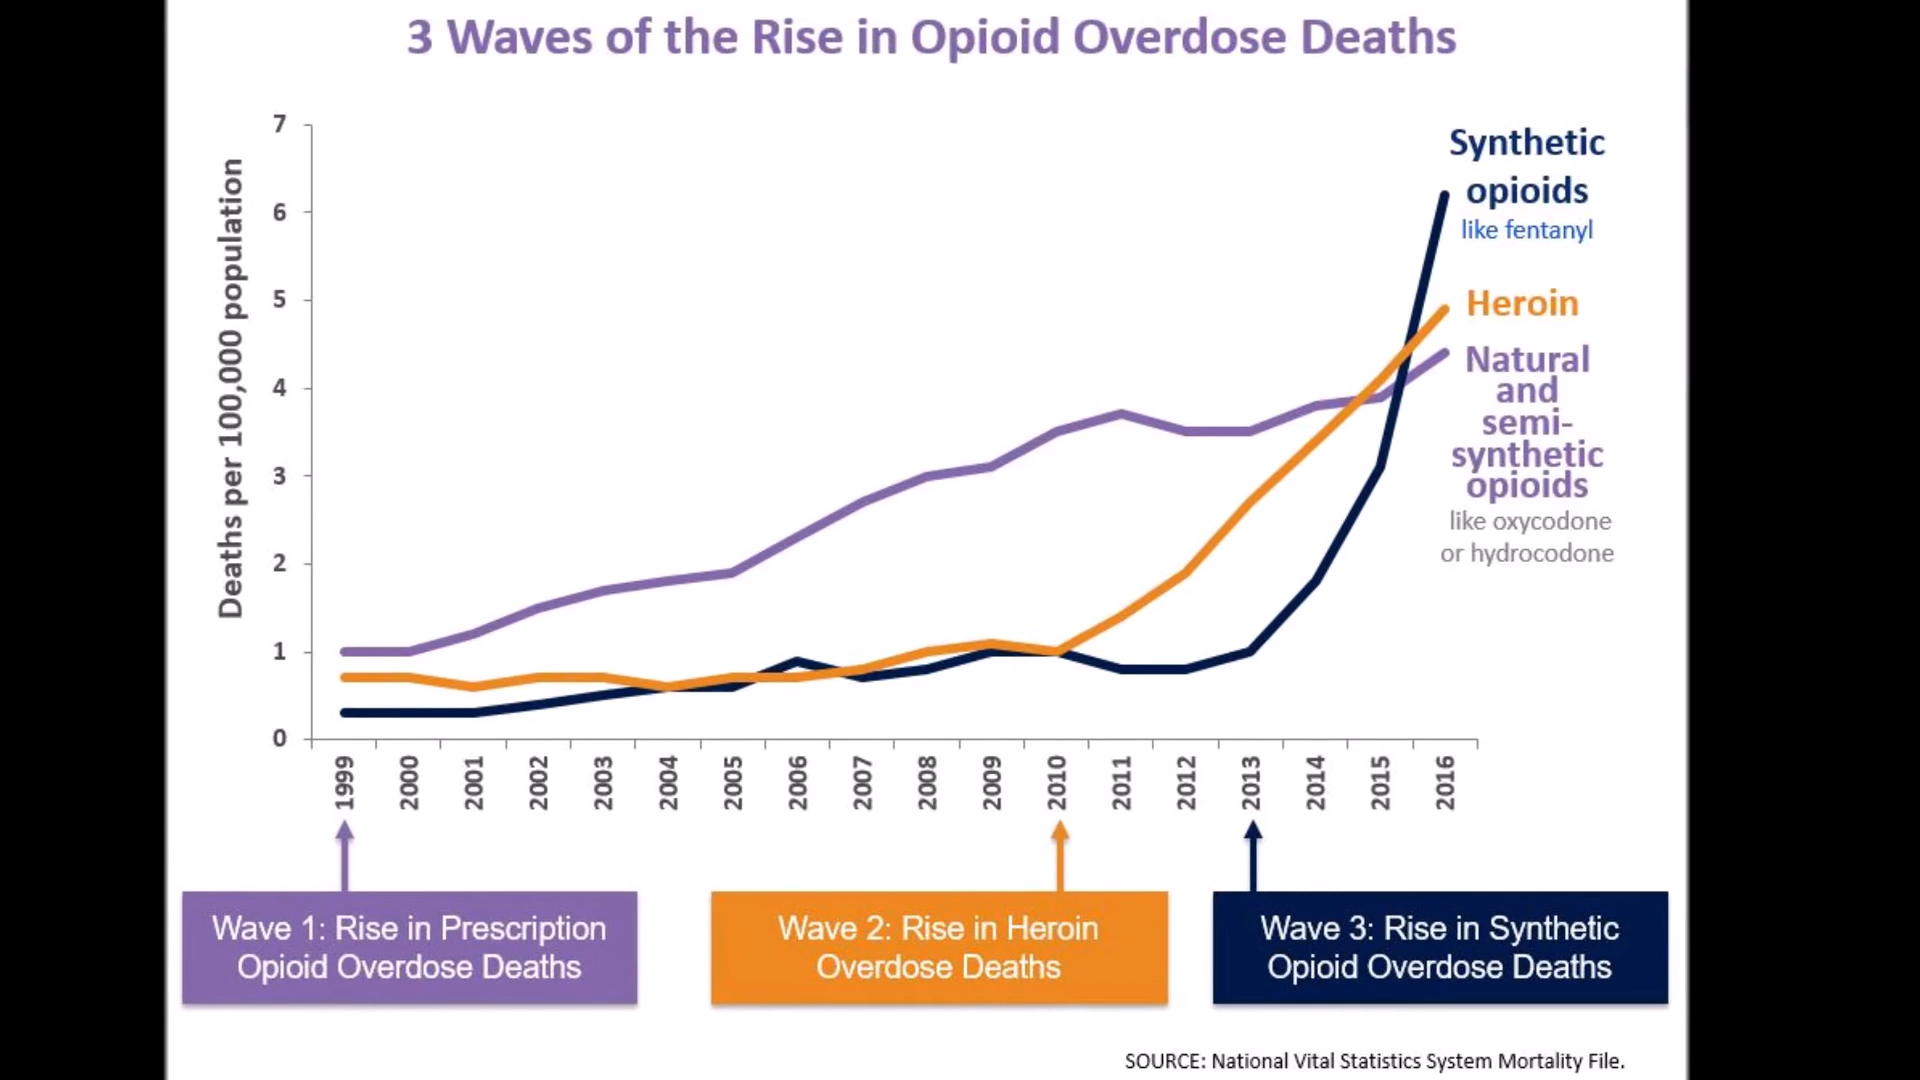 3 Waves of the Rise in Opioid Overdose Deaths
Deaths per 100,000 population
7
6
5
4
3
2
1
0
1999
2000
2001
2002
2003
2004
2005
2006
2007
2008
2009
2010
2011
2012
2013
2014
2015
2016
Synthetic
opioids
like fentanyl
Heroin
Natural
and
semi-
synthetic
opioids
like oxycodone
or hydrocodone
Wave 1: Rise in Prescription
Opioid Overdose Deaths
Wave 2: Rise in Heroin
Overdose Deaths
Wave 3: Rise in Synthetic
Opioid Overdose Deaths
SOURCE: National Vital Statistics System Mortality File.